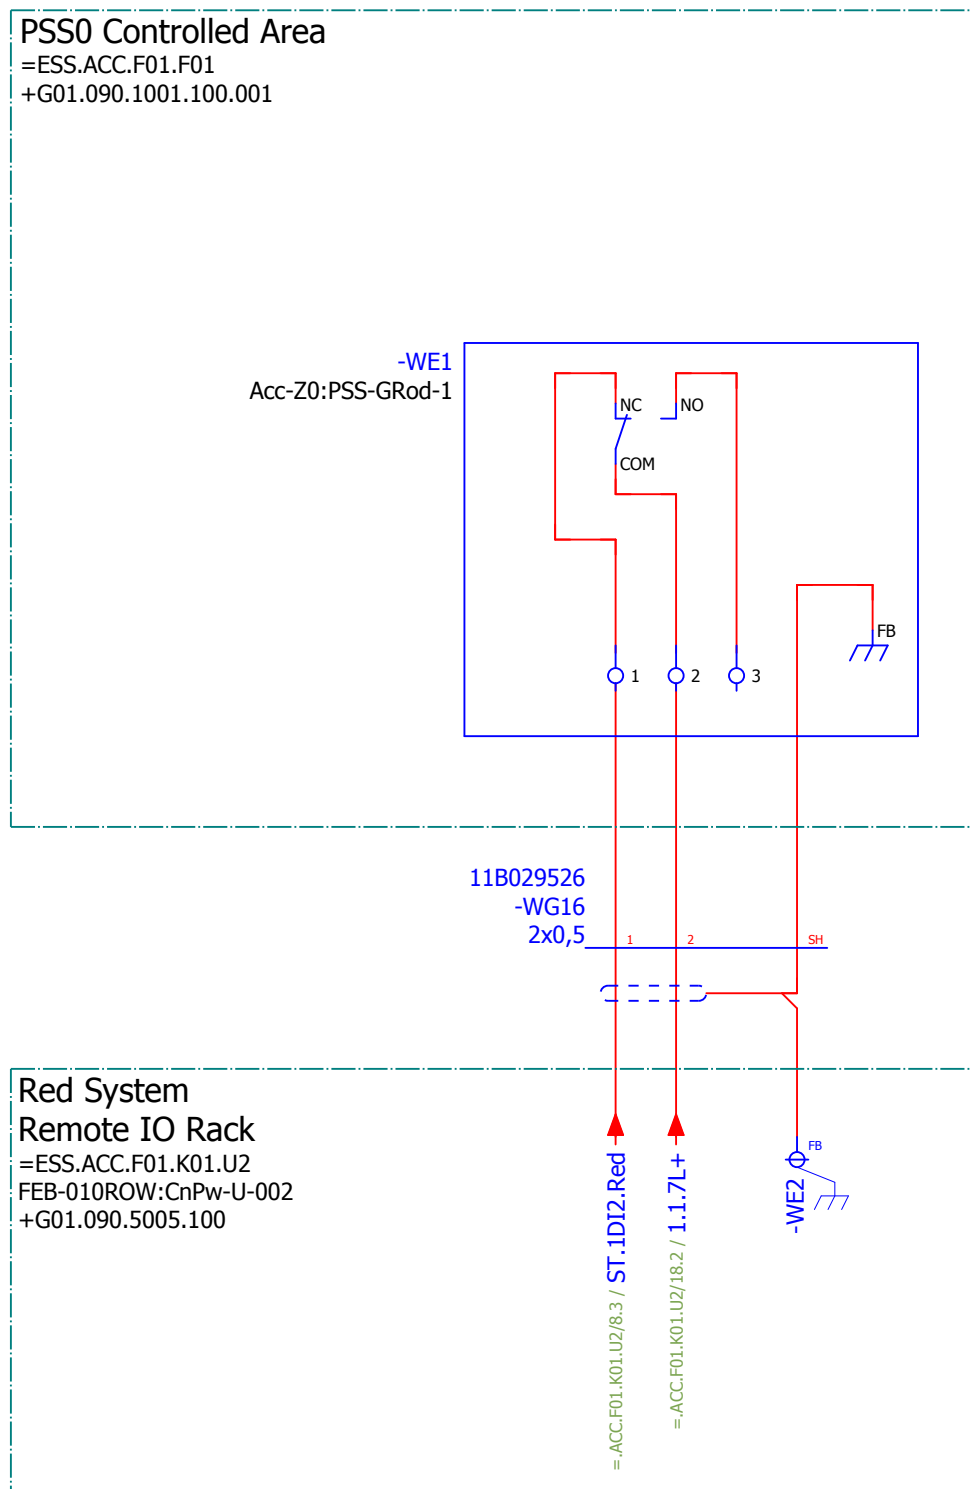 PSS0 Controlled Area
=ESS.ACC.F01.F01
+G01.090.1001.100.001
-WE1
Acc-Z0:PSS-GRod-1
NC
NO
COM
FB
1
2
3
11B029526
-WG16
2x0,5
1
2
SH
Red System
Remote IO Rack
=ESS.ACC.F01.K01.U2
FEB-010ROW:CnPw-U-002
+G01.090.5005.100
=.ACC.F01.K01.U2/8.3 / ST.1DI2.Red
=.ACC.F01.K01.U2/18.2 / 1.1.7L+
FB
-WE2